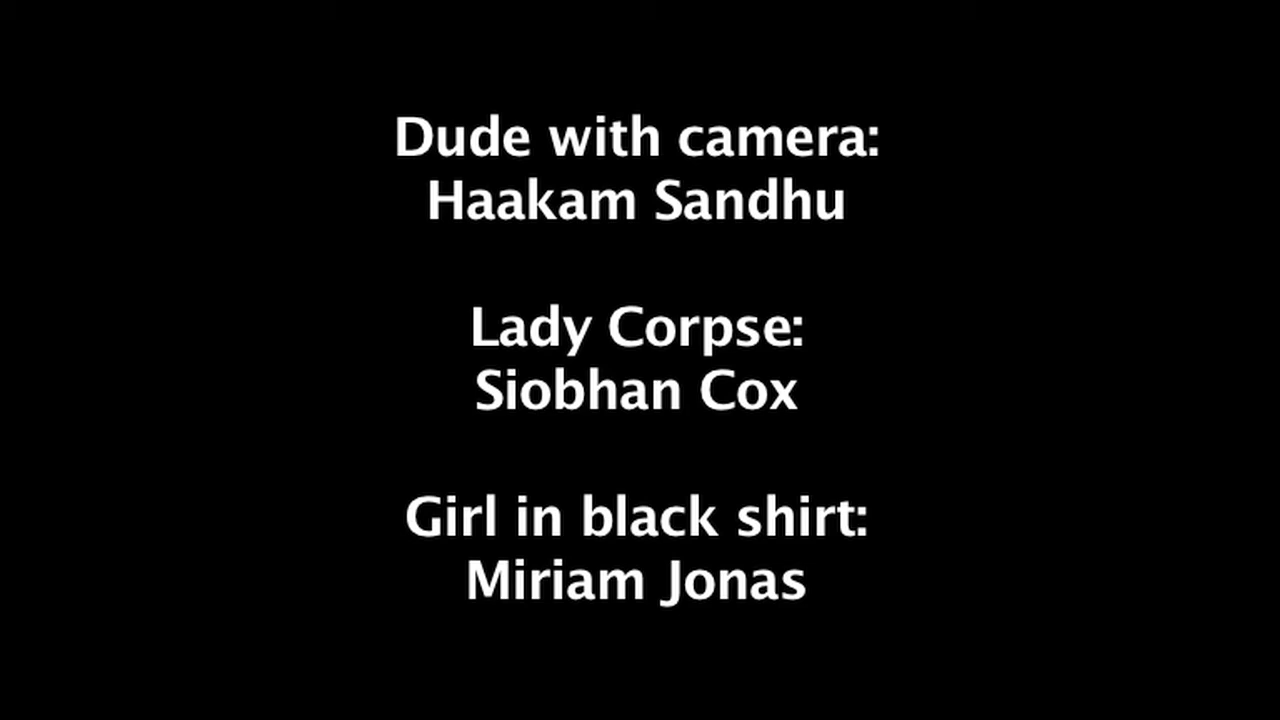 Dude with camera:
Haakam Sandhu
Lady Corpse:
Siobhan Cox
Girl in black shirt:
Miriam Jonas